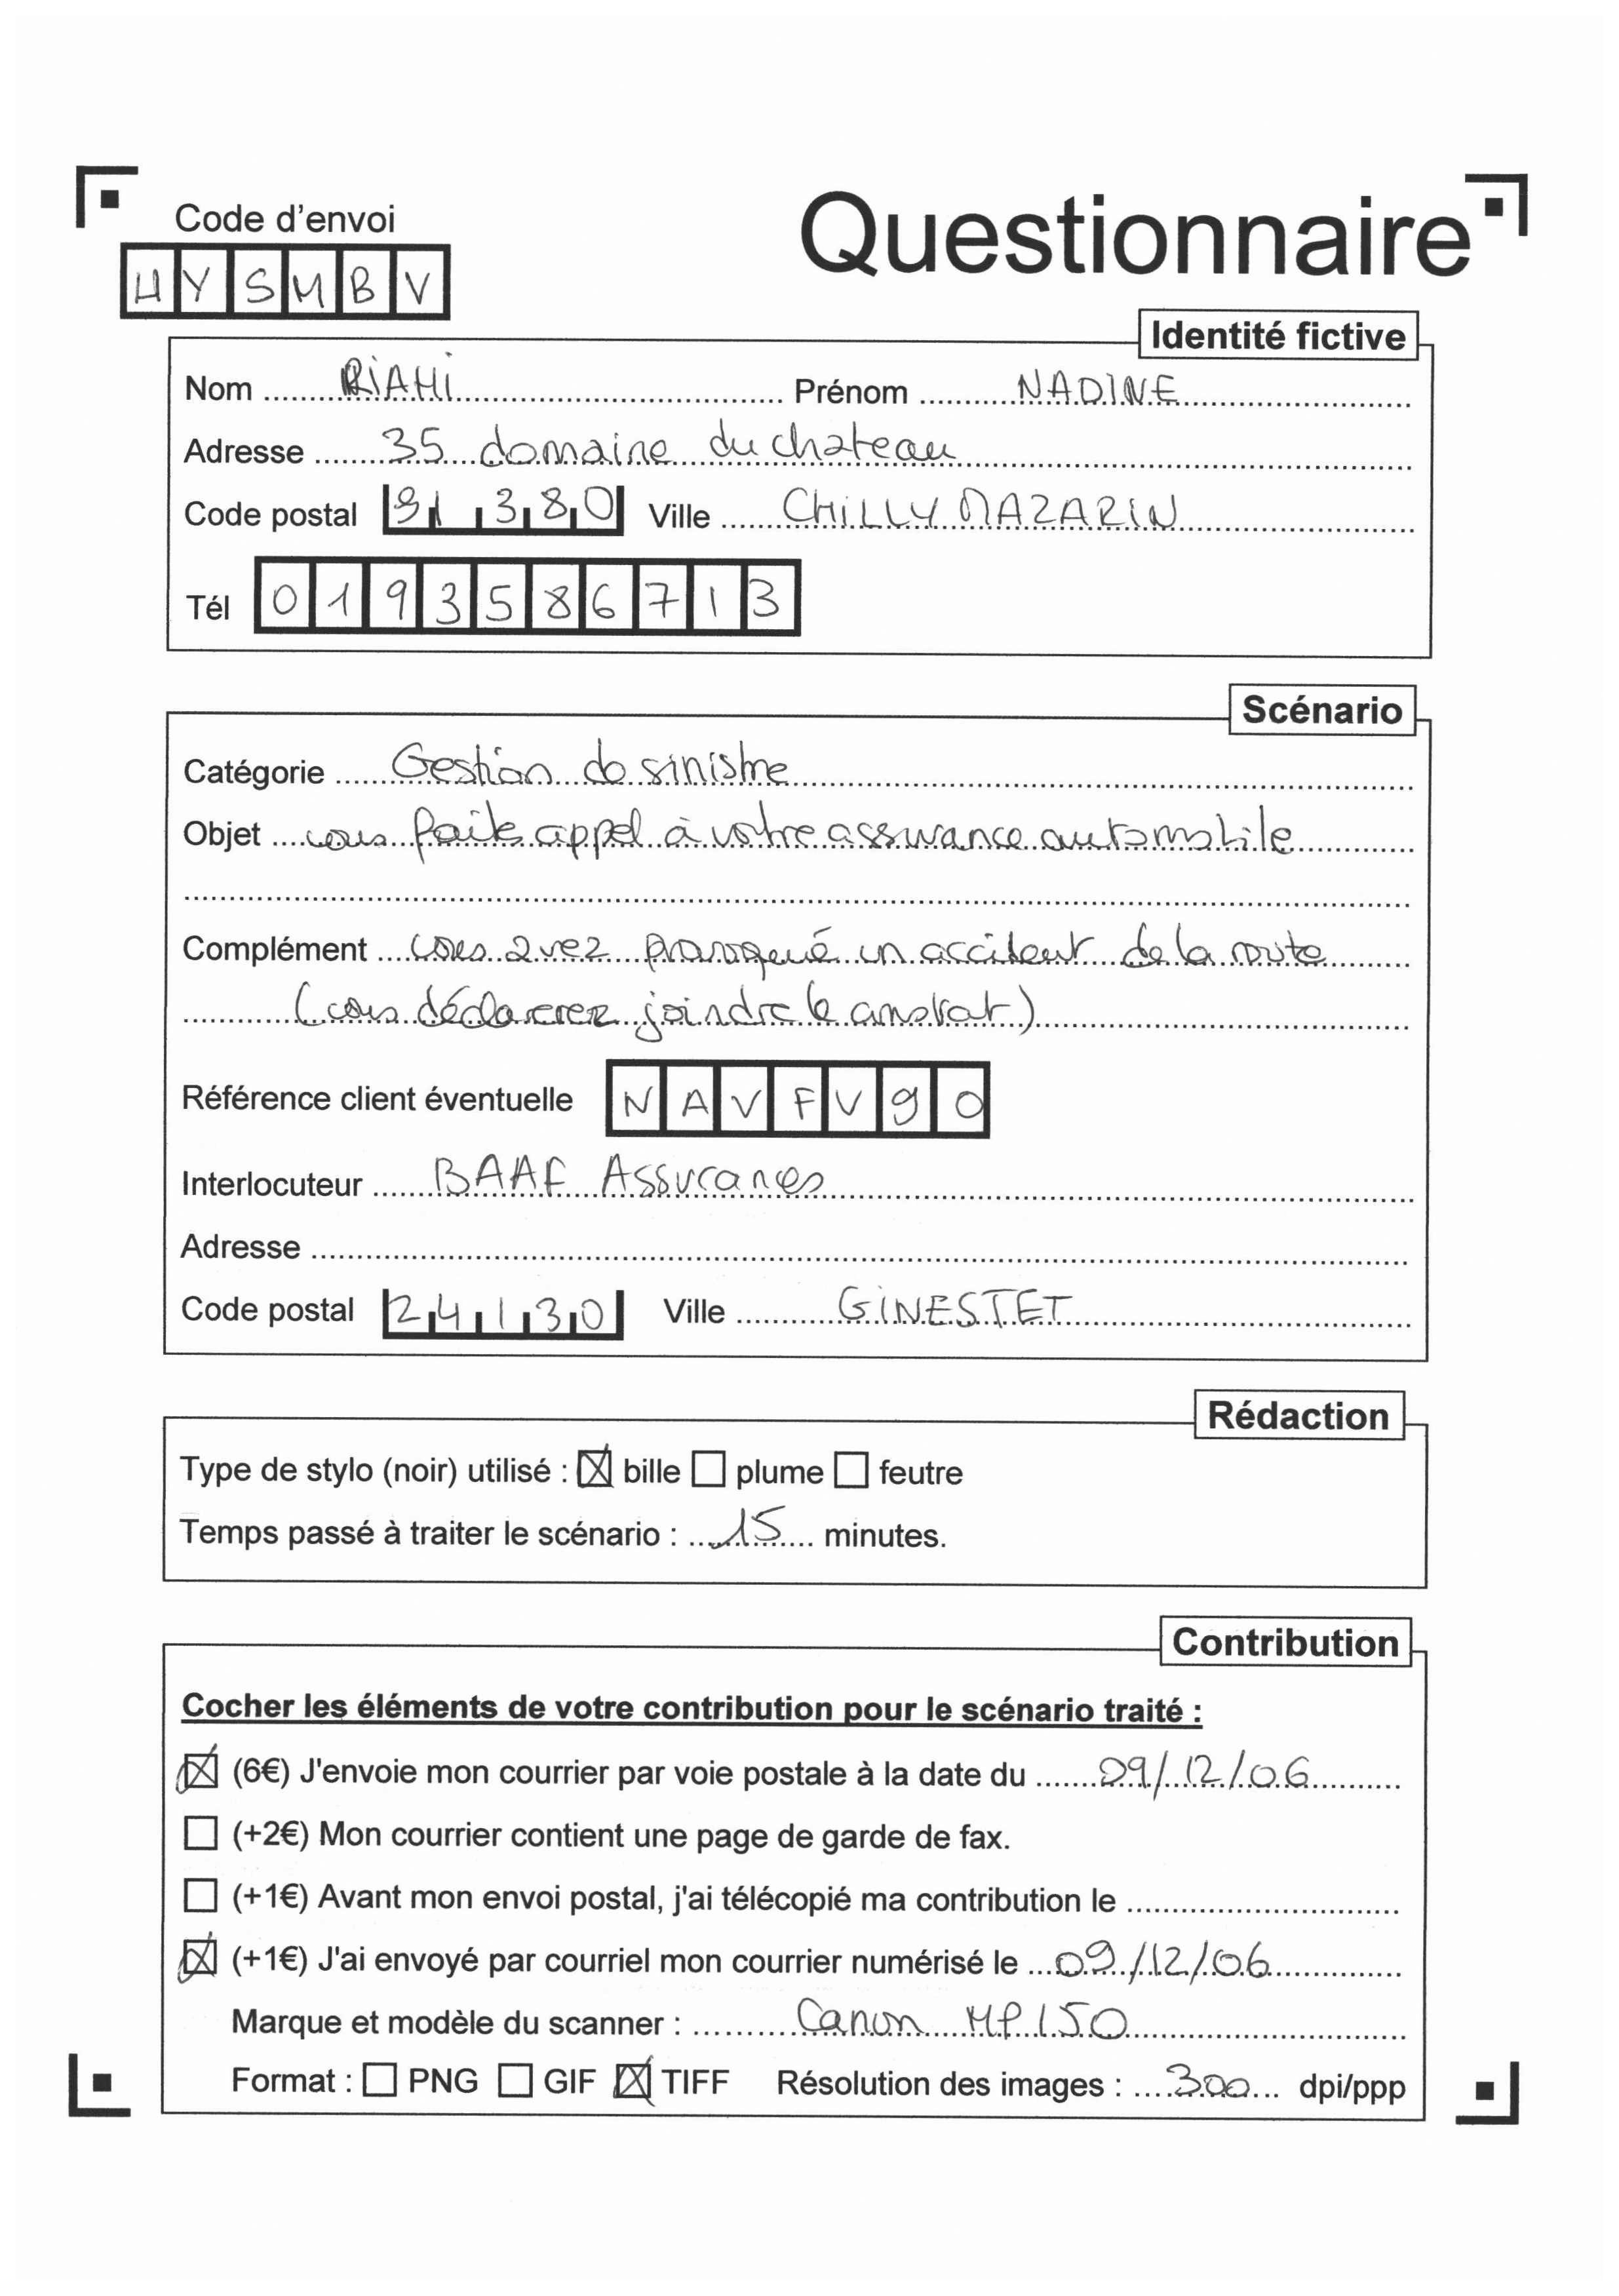 Code d'envoi
Questionnaire
H Y S M B V
Identité fictive
Nom RiAHi Prénom NADINE
Adresse 35 domaine du chateau
Code postal 91380 Ville CHiLLY MAZARIN
Tél 0193586713
Scénario
Catégorie Gestion de sinistre
Objet vous faite appel à votre assurance automobile
Complément vous avez provoqué un accident de la route
(vous déclarerez joindre le constat)
Référence client éventuelle N A V F V 9 0
Interlocuteur BAAF Assurances
Adresse
Code postal 24130 Ville GiNESTET
Rédaction
Type de stylo (noir) utilisé : ☒ bille ☐ plume ☐ feutre
Temps passé à traiter le scénario : 15 minutes.
Contribution
Cocher les éléments de votre contribution pour le scénario traité :
☒ (6€) J'envoie mon courrier par voie postale à la date du 09/12/06
☐ (+2€) Mon courrier contient une page de garde de fax.
☐ (+1€) Avant mon envoi postal, j'ai télécopié ma contribution le
☒ (+1€) J'ai envoyé par courriel mon courrier numérisé le 09/12/06
Marque et modèle du scanner : Canon MP150
Format : ☐ PNG ☐ GIF ☒ TIFF Résolution des images : 300 dpi/ppp